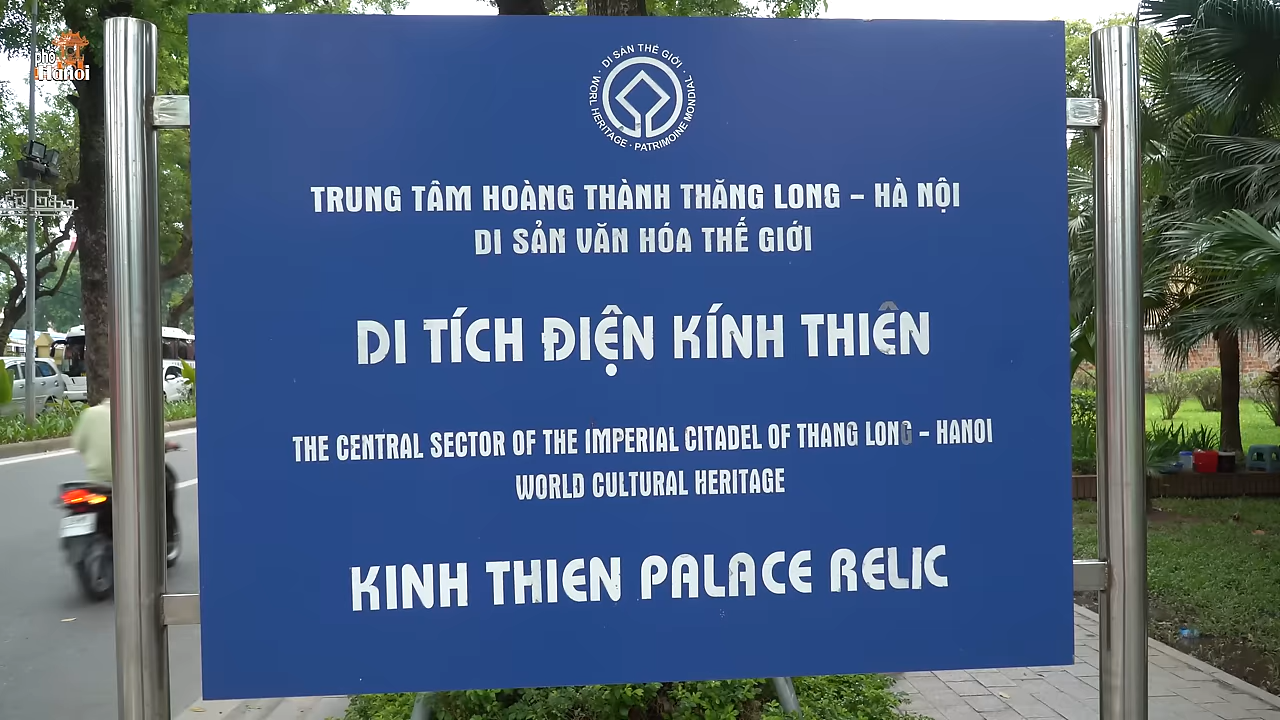 phố
Hanoi
DI SẢN THẾ GIỚI · WORLD HERITAGE · PATRIMOINE MONDIAL ·
TRUNG TÂM HOÀNG THÀNH THĂNG LONG – HÀ NỘI
DI SẢN VĂN HÓA THẾ GIỚI
DI TÍCH ĐIỆN KÍNH THIÊN
THE CENTRAL SECTOR OF THE IMPERIAL CITADEL OF THANG LONG – HANOI
WORLD CULTURAL HERITAGE
KINH THIEN PALACE RELIC